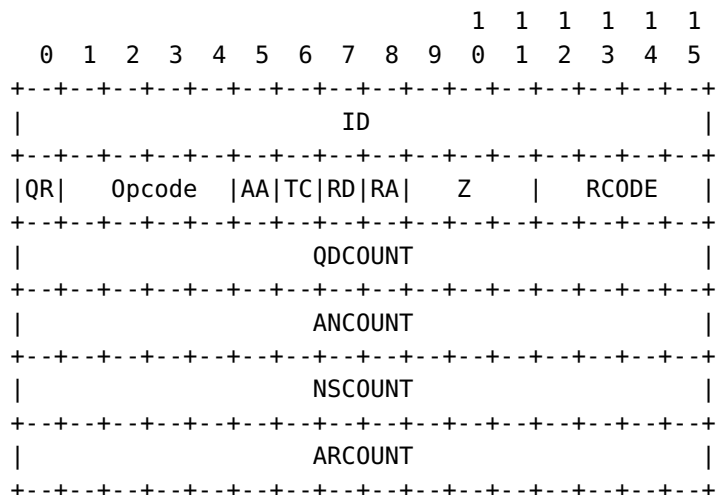 1  1  1  1  1  1
  0  1  2  3  4  5  6  7  8  9  0  1  2  3  4  5
+--+--+--+--+--+--+--+--+--+--+--+--+--+--+--+--+
|                      ID                       |
+--+--+--+--+--+--+--+--+--+--+--+--+--+--+--+--+
|QR|   Opcode  |AA|TC|RD|RA|   Z    |   RCODE   |
+--+--+--+--+--+--+--+--+--+--+--+--+--+--+--+--+
|                    QDCOUNT                    |
+--+--+--+--+--+--+--+--+--+--+--+--+--+--+--+--+
|                    ANCOUNT                    |
+--+--+--+--+--+--+--+--+--+--+--+--+--+--+--+--+
|                    NSCOUNT                    |
+--+--+--+--+--+--+--+--+--+--+--+--+--+--+--+--+
|                    ARCOUNT                    |
+--+--+--+--+--+--+--+--+--+--+--+--+--+--+--+--+